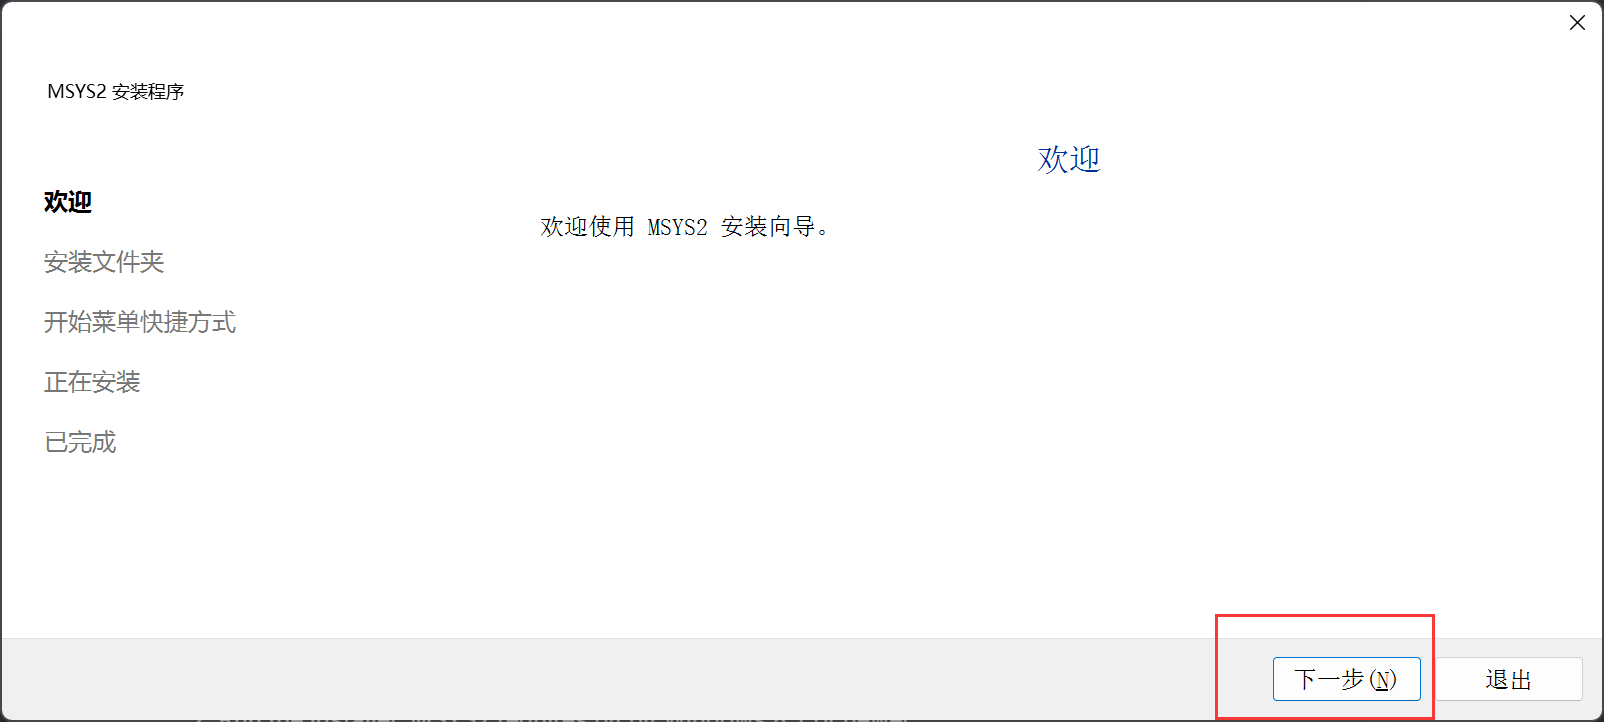 MSYS2 安装程序
欢迎
欢迎
欢迎使用 MSYS2 安装向导。
安装文件夹
开始菜单快捷方式
正在安装
已完成
下一步(N)
退出